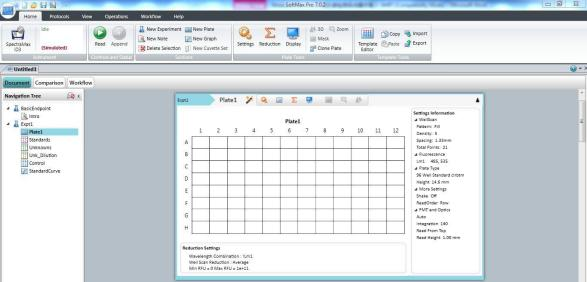 SoftMax Pro 7.0.2
Home Protocols View Operations Workflow Help
SpectraMax
iD3
Idle
(Simulated)
Instrument
Read Append
Control and Status
New Experiment New Plate
New Note New Graph
Delete Selection New Cuvette Set
Sections
Settings Reduction Display
3D Zoom
Mask
Clone Plate
Plate Tools
Template
Editor
Copy Import
Paste Export
Template Tools
Untitled1
Document Comparison Workflow
Navigation Tree
BasicEndpoint
Intro
Expt1
Plate1
Standards
Unknowns
Unk_Dilution
Control
StandardCurve
Expt1 Plate1
Plate1
1 2 3 4 5 6 7 8 9 10 11 12
A
B
C
D
E
F
G
H
Reduction Settings
Wavelength Combination : !Lm1
Well Scan Reduction : Average
Min RFU = 0 Max RFU = 1e+11
Settings Information
WellScan
Pattern: Fill
Density: 5
Spacing: 1.33mm
Total Points: 21
Fluorescence
Lm1 485, 535
Plate Type
96 Well Standard clrbtm
Height: 14.6 mm
More Settings
Shake Off
ReadOrder Row
PMT and Optics
Auto
Integration 140
Read From Top
Read Height 1.00 mm